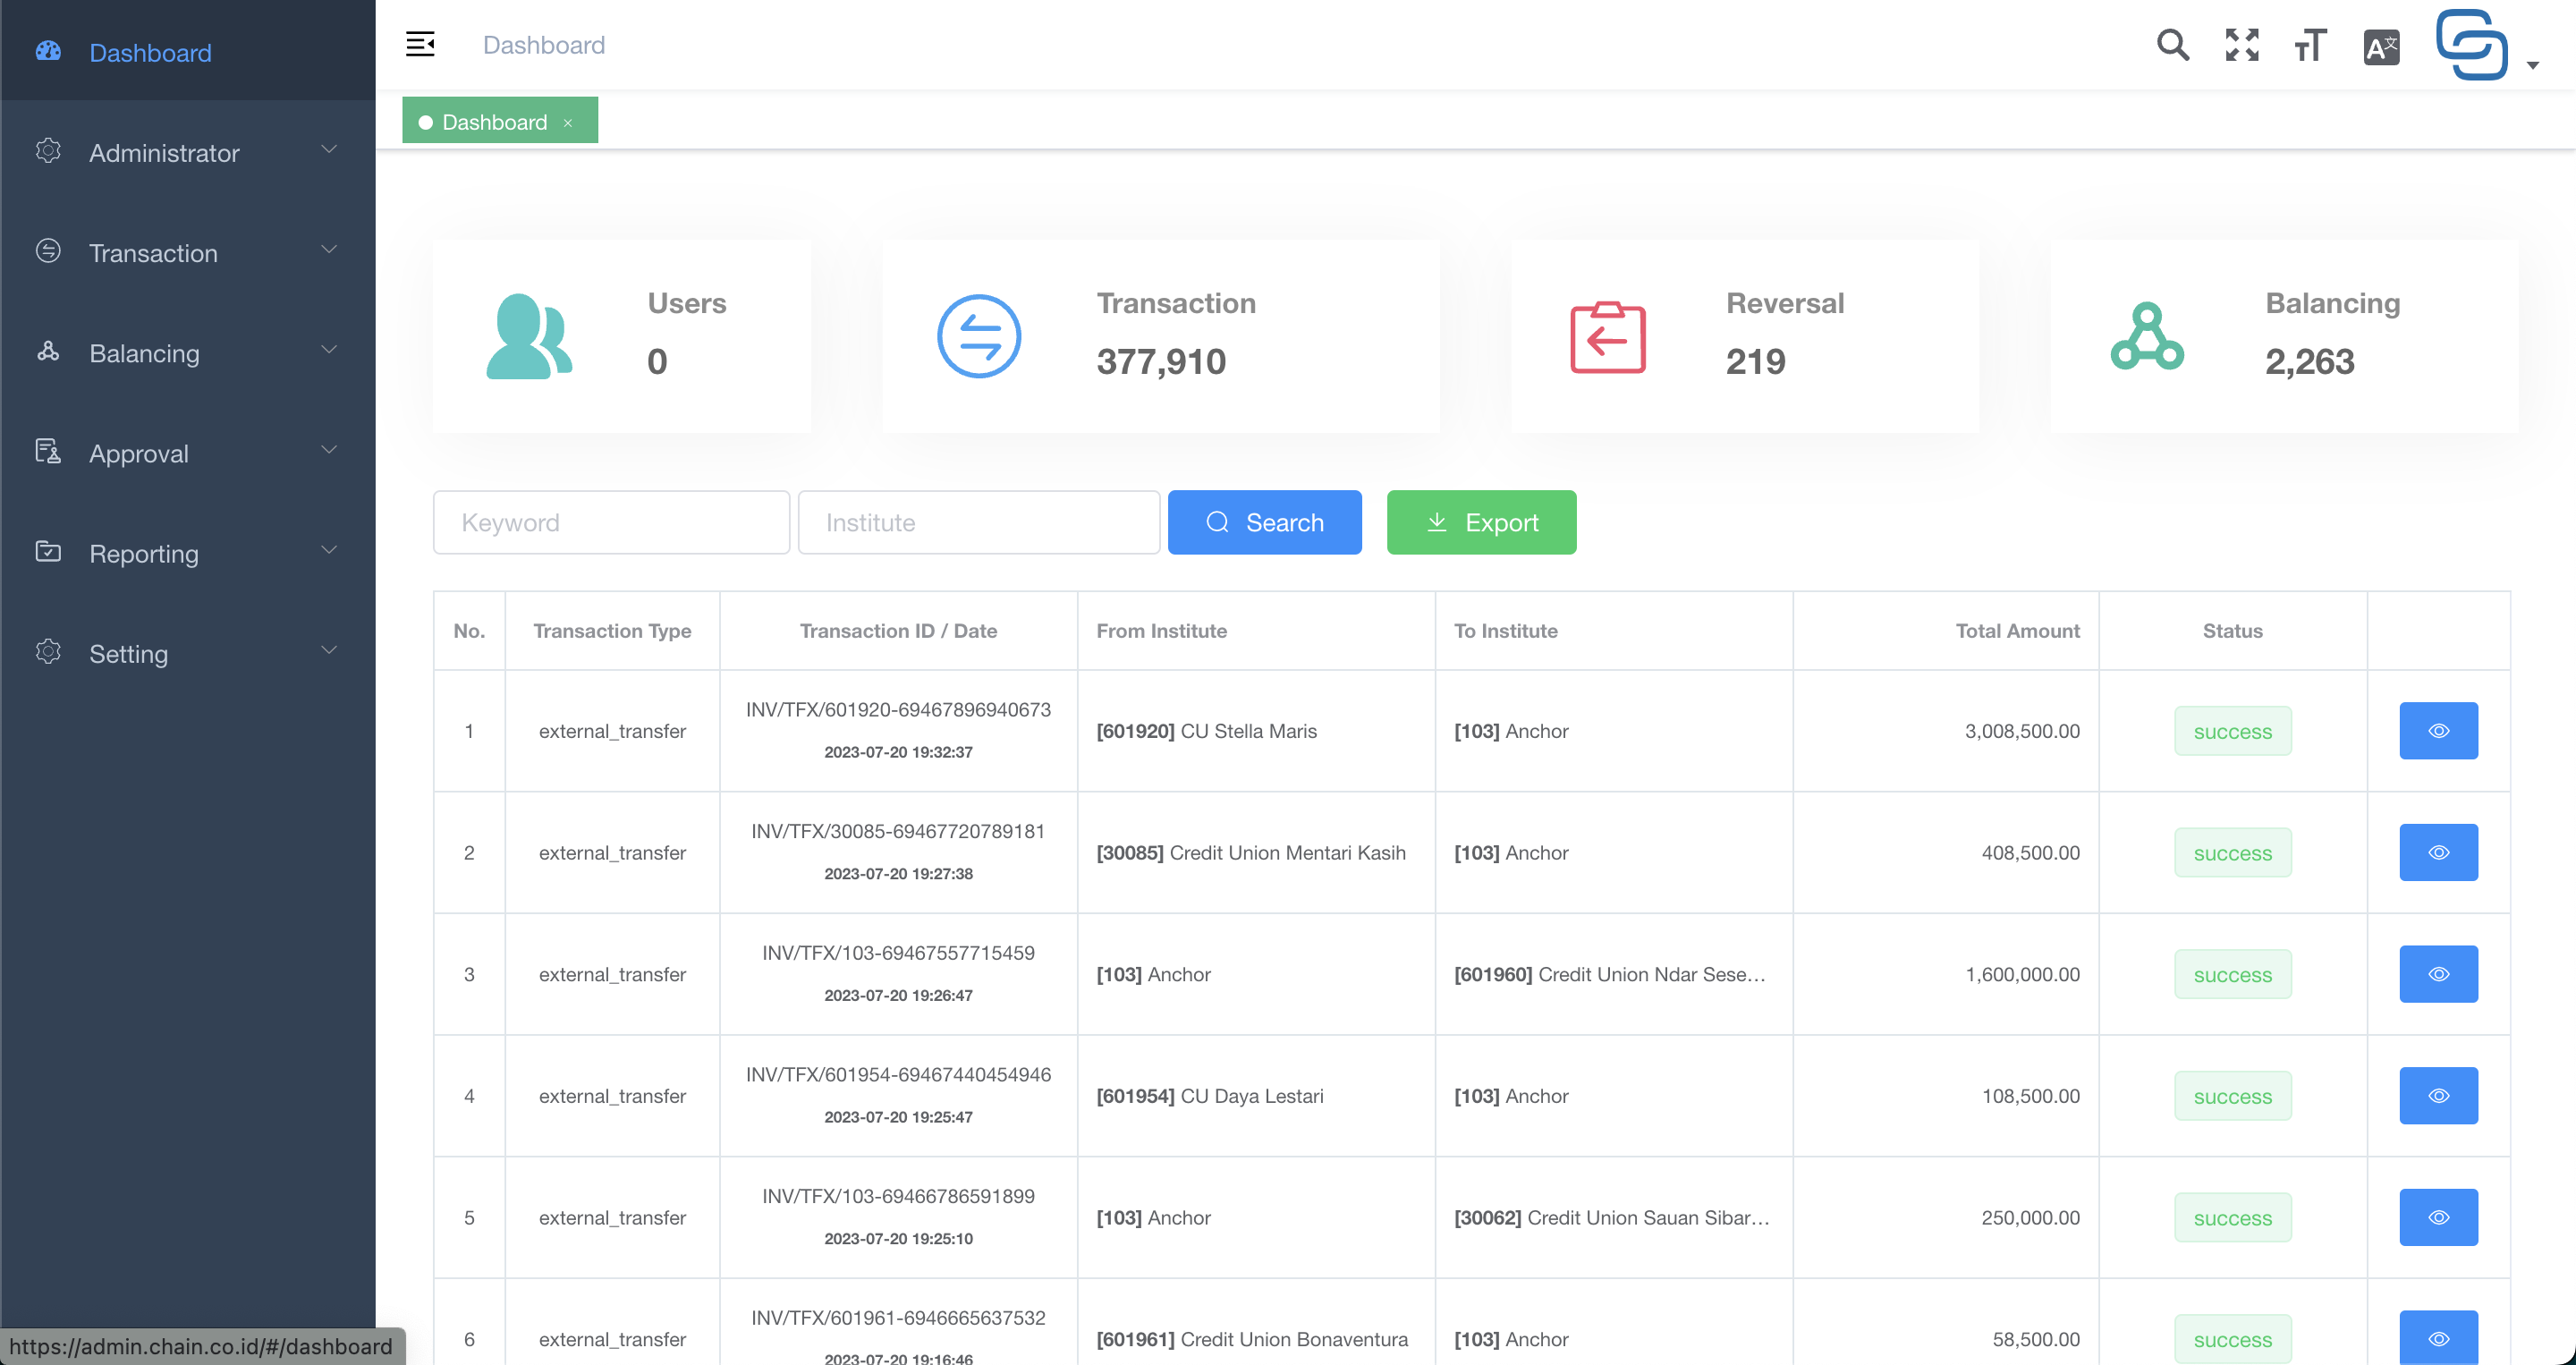 Dashboard
Administrator
Transaction
Balancing
Approval
Reporting
Setting
https://admin.chain.co.id/#/dashboard
Dashboard
Dashboard ×
Users
0
Transaction
377,910
Reversal
219
Balancing
2,263
Keyword
Institute
Search
Export
No. Transaction Type Transaction ID / Date From Institute To Institute Total Amount Status
1 external_transfer INV/TFX/601920-69467896940673 [601920] CU Stella Maris [103] Anchor 3,008,500.00 success
2023-07-20 19:32:37
2 external_transfer INV/TFX/30085-69467720789181 [30085] Credit Union Mentari Kasih [103] Anchor 408,500.00 success
2023-07-20 19:27:38
3 external_transfer INV/TFX/103-69467557715459 [103] Anchor [601960] Credit Union Ndar Sese… 1,600,000.00 success
2023-07-20 19:26:47
4 external_transfer INV/TFX/601954-69467440454946 [601954] CU Daya Lestari [103] Anchor 108,500.00 success
2023-07-20 19:25:47
5 external_transfer INV/TFX/103-69466786591899 [103] Anchor [30062] Credit Union Sauan Sibar… 250,000.00 success
2023-07-20 19:25:10
6 external_transfer INV/TFX/601961-6946665637532 [601961] Credit Union Bonaventura [103] Anchor 58,500.00 success
2023-07-20 19:16:46